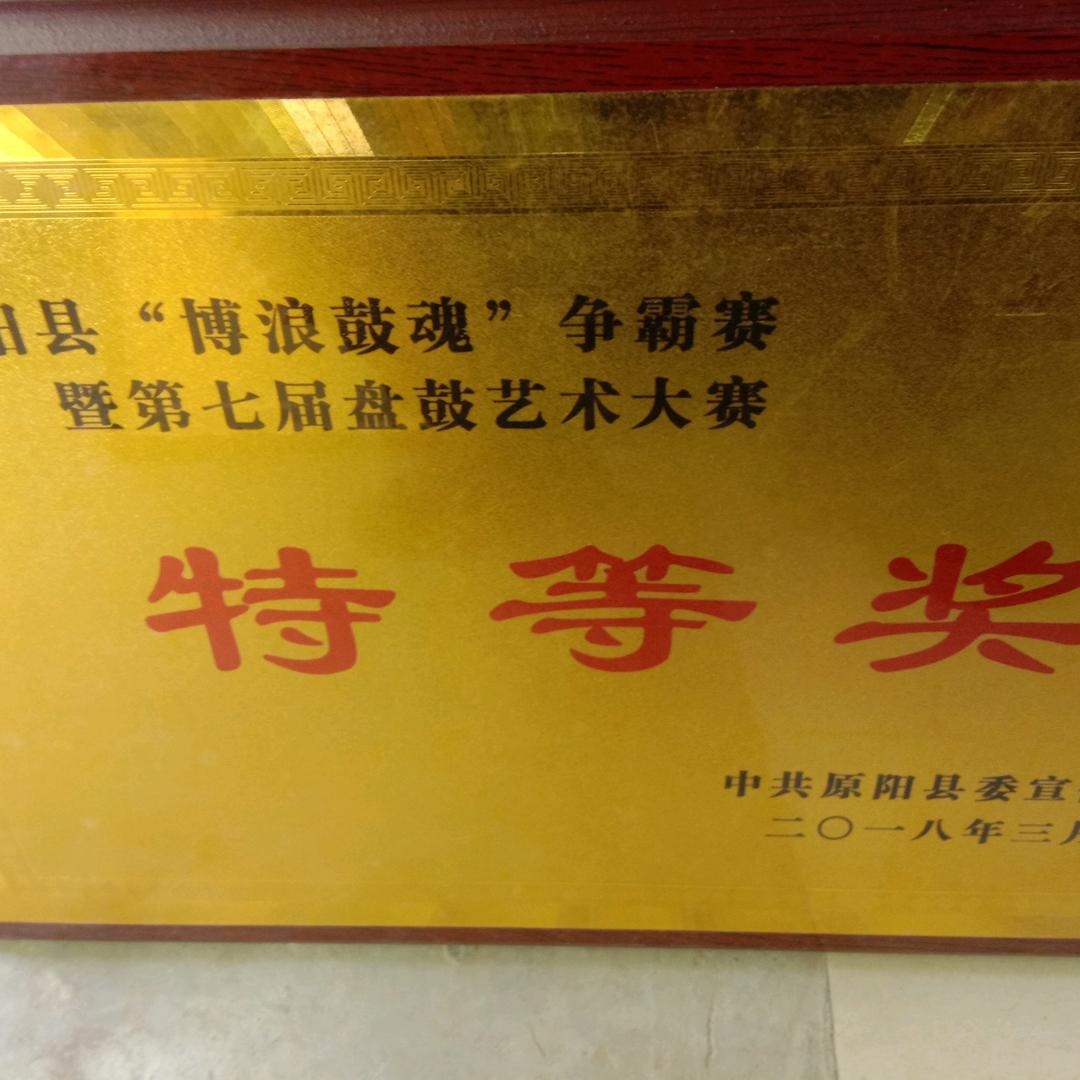 阳县“博浪鼓魂”争霸赛
暨第七届盘鼓艺术大赛
特等奖
中共原阳县委宣
二〇一八年三月